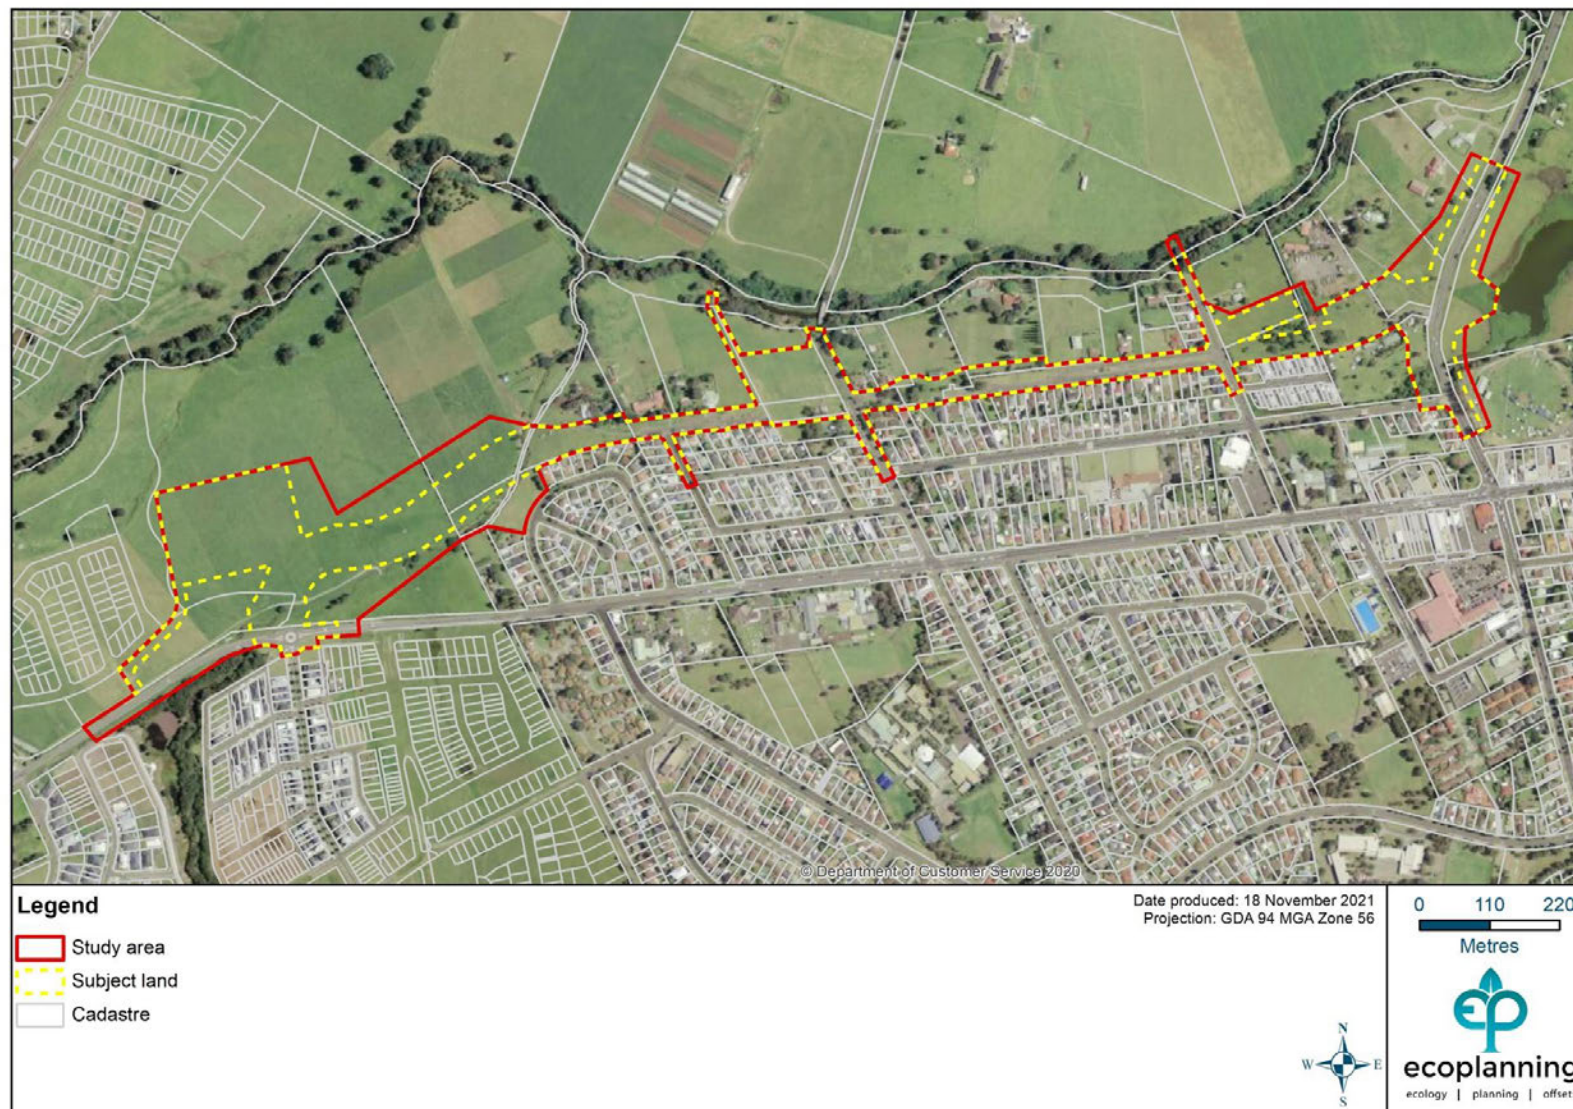 © Department of Customer Service 2020
Legend
Study area
Subject land
Cadastre
Date produced: 18 November 2021
Projection: GDA 94 MGA Zone 56
0 110 220
Metres
N
W E
S
ep
ecoplanning
ecology | planning | offset